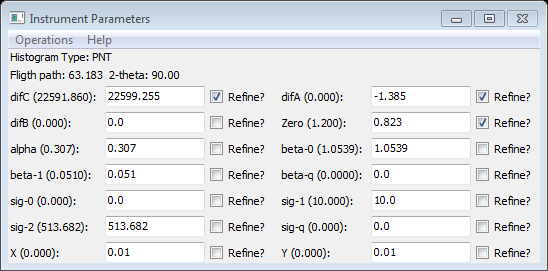 Instrument Parameters
Operations Help
Histogram Type: PNT
Fligth path: 63.183 2-theta: 90.00
difC (22591.860): 22599.255 Refine? difA (0.000): -1.385 Refine?
difB (0.000): 0.0 Refine? Zero (1.200): 0.823 Refine?
alpha (0.307): 0.307 Refine? beta-0 (1.0539): 1.0539 Refine?
beta-1 (0.0510): 0.051 Refine? beta-q (0.0000): 0.0 Refine?
sig-0 (0.000): 0.0 Refine? sig-1 (10.000): 10.0 Refine?
sig-2 (513.682): 513.682 Refine? sig-q (0.000): 0.0 Refine?
X (0.000): 0.01 Refine? Y (0.000): 0.01 Refine?